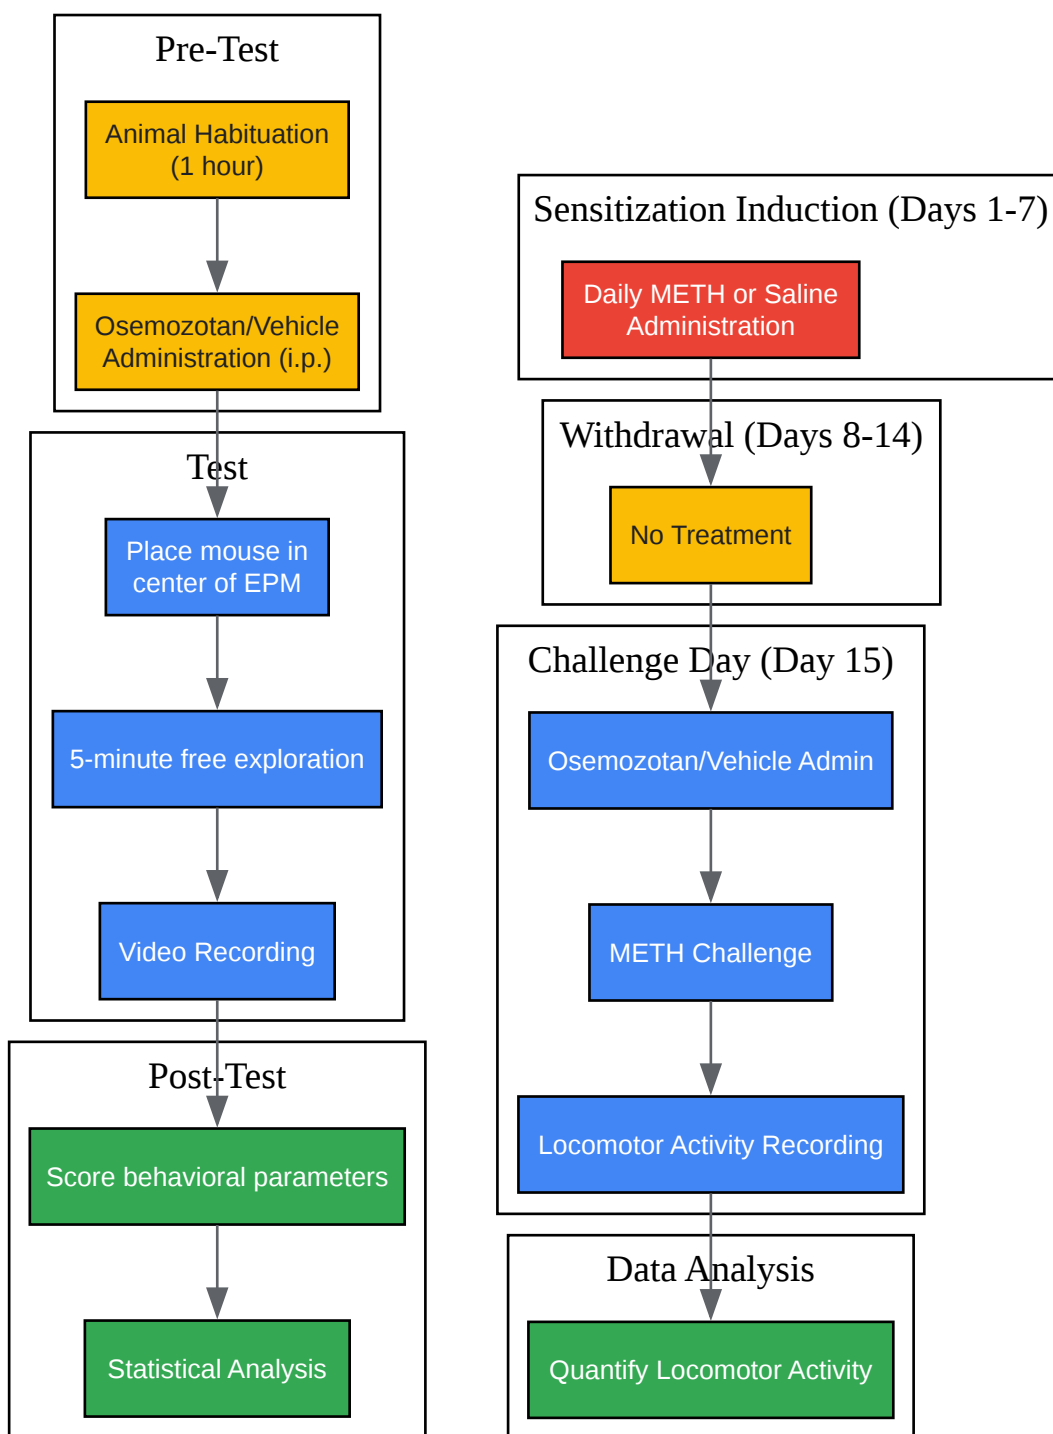 Pre-Test
Animal Habituation
(1 hour)
Osemozotan/Vehicle
Administration (i.p.)
Test
Place mouse in
center of EPM
5-minute free exploration
Video Recording
Post-Test
Score behavioral parameters
Statistical Analysis
Sensitization Induction (Days 1-7)
Daily METH or Saline
Administration
Withdrawal (Days 8-14)
No Treatment
Challenge Day (Day 15)
Osemozotan/Vehicle Admin
METH Challenge
Locomotor Activity Recording
Data Analysis
Quantify Locomotor Activity